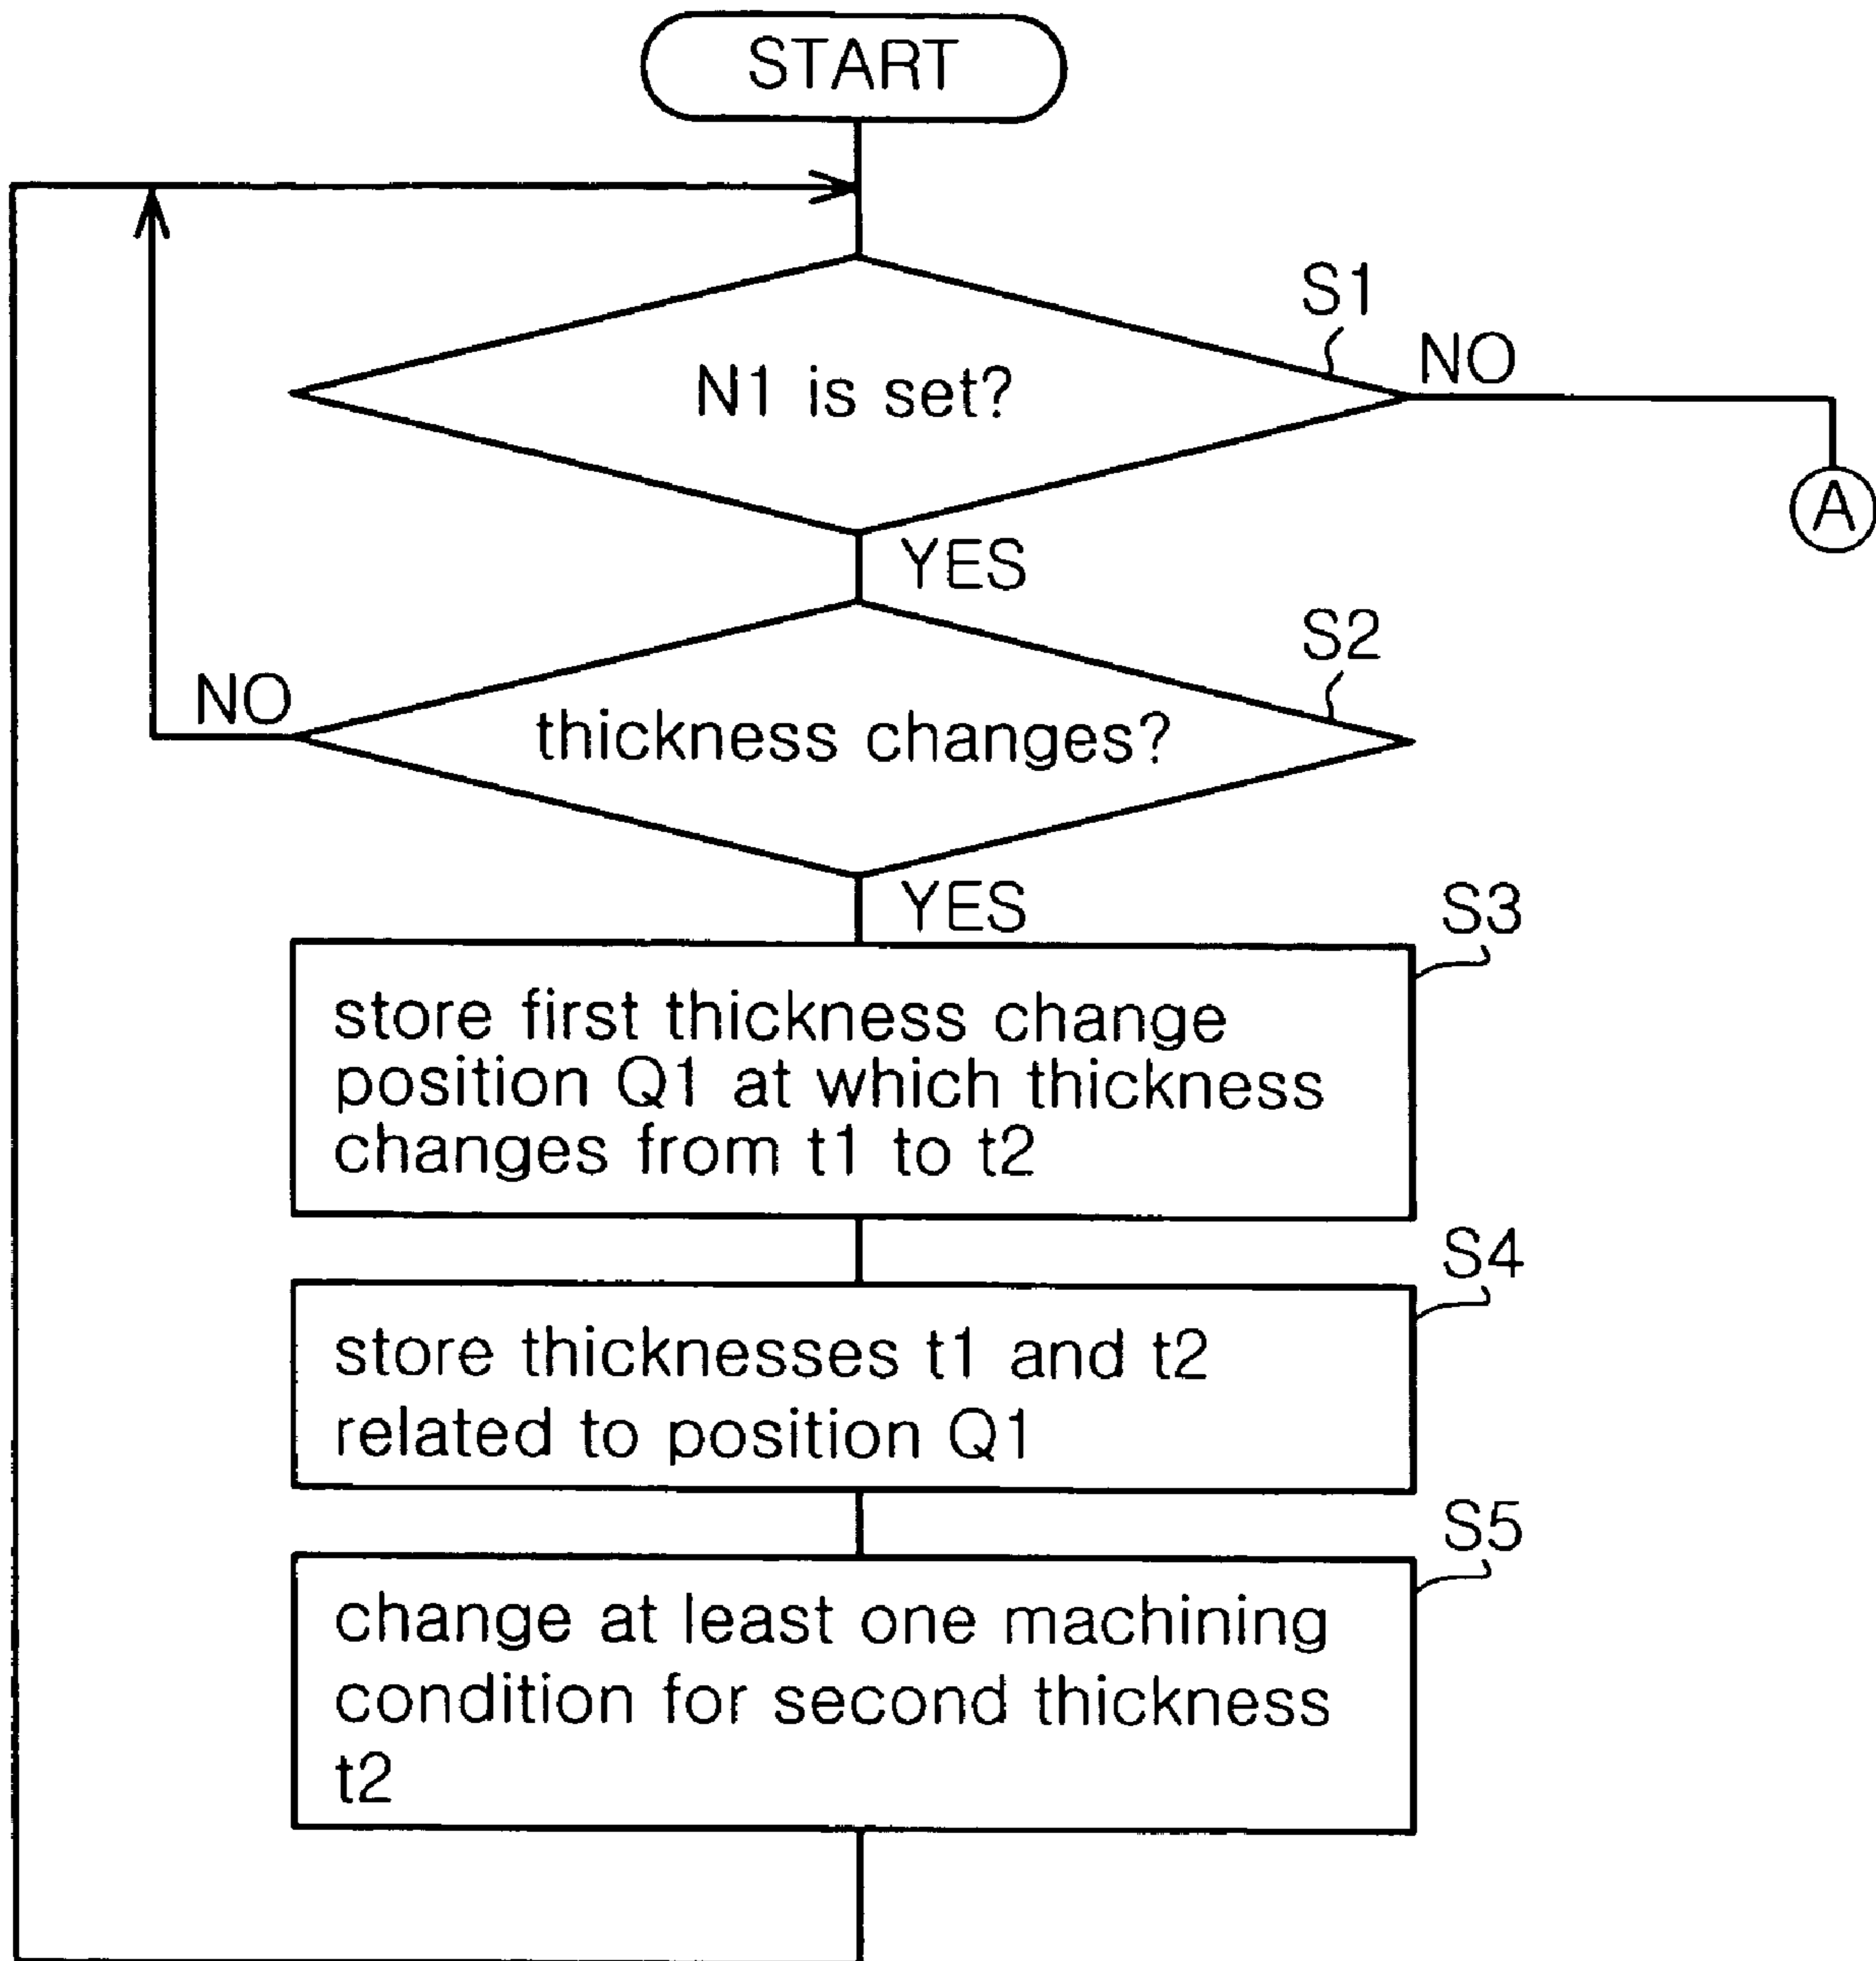 START
S1
N1 is set?
NO
A
YES
S2
NO
thickness changes?
YES
S3
store first thickness change
position Q1 at which thickness
changes from t1 to t2
S4
store thicknesses t1 and t2
related to position Q1
S5
change at least one machining
condition for second thickness
t2